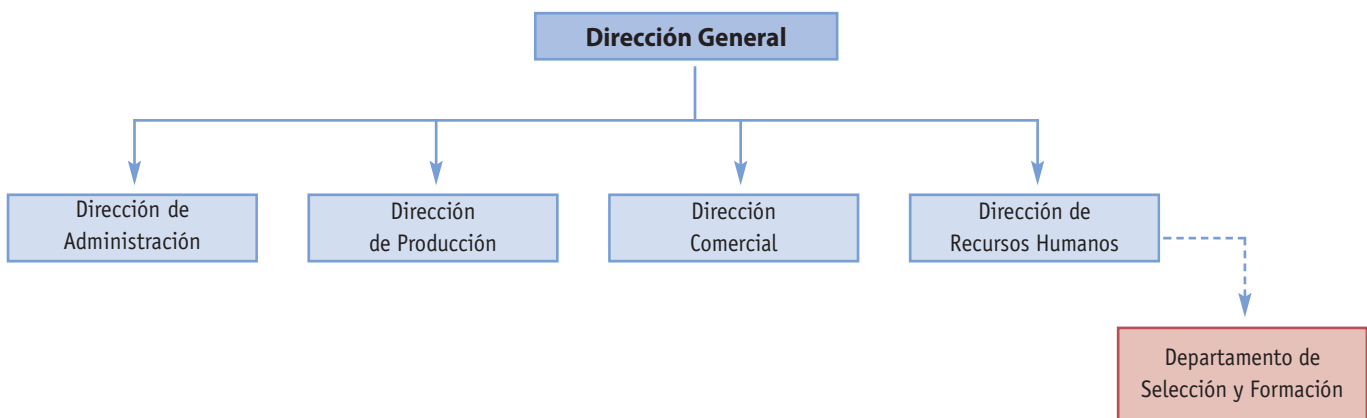 Dirección General
Dirección de
Administración
Dirección
de Producción
Dirección
Comercial
Dirección de
Recursos Humanos
Departamento de
Selección y Formación